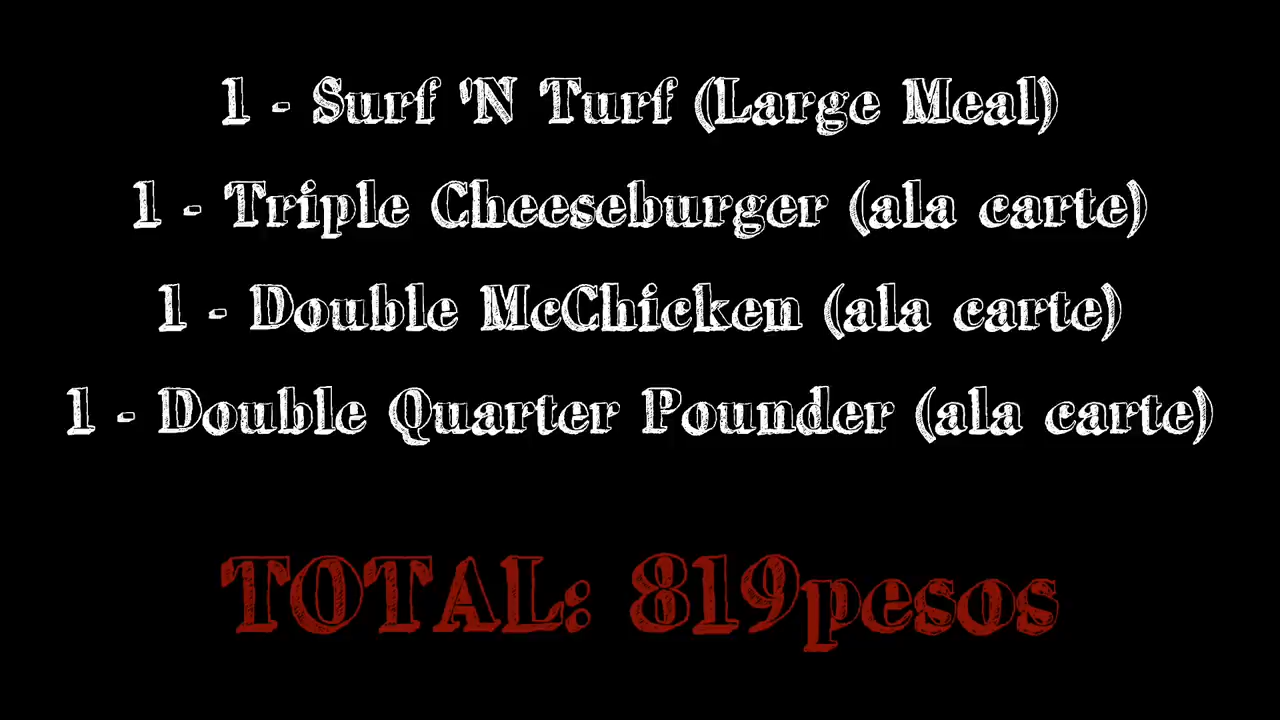 1 - Surf 'N Turf (Large Meal)
1 - Triple Cheeseburger (ala carte)
1 - Double McChicken (ala carte)
1 - Double Quarter Pounder (ala carte)
TOTAL: 819pesos